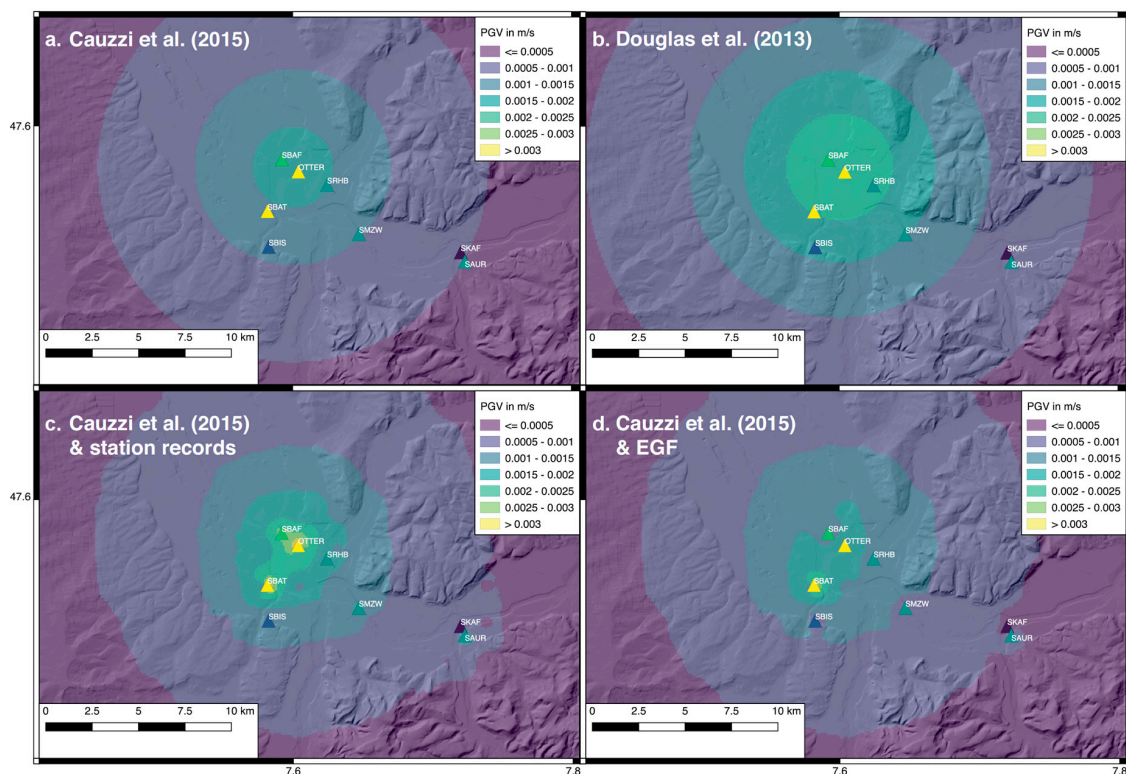 a. Cauzzi et al. (2015)
PGV in m/s
<= 0.0005
0.0005 - 0.001
0.001 - 0.0015
0.0015 - 0.002
0.002 - 0.0025
0.0025 - 0.003
> 0.003
47.6
SBAF
OTTER
SRHB
SBAT
SMZW
SBIS
SKAF
SAUR
0 2.5 5 7.5 10 km
b. Douglas et al. (2013)
PGV in m/s
<= 0.0005
0.0005 - 0.001
0.001 - 0.0015
0.0015 - 0.002
0.002 - 0.0025
0.0025 - 0.003
> 0.003
SBAF
OTTER
SRHB
SBAT
SMZW
SBIS
SKAF
SAUR
0 2.5 5 7.5 10 km
c. Cauzzi et al. (2015)
& station records
PGV in m/s
<= 0.0005
0.0005 - 0.001
0.001 - 0.0015
0.0015 - 0.002
0.002 - 0.0025
0.0025 - 0.003
> 0.003
47.6
SBAF
OTTER
SRHB
SBAT
SMZW
SBIS
SKAF
SAUR
0 2.5 5 7.5 10 km
7.6 7.8
d. Cauzzi et al. (2015)
& EGF
PGV in m/s
<= 0.0005
0.0005 - 0.001
0.001 - 0.0015
0.0015 - 0.002
0.002 - 0.0025
0.0025 - 0.003
> 0.003
SBAF
OTTER
SRHB
SBAT
SMZW
SBIS
SKAF
SAUR
0 2.5 5 7.5 10 km
7.6 7.8